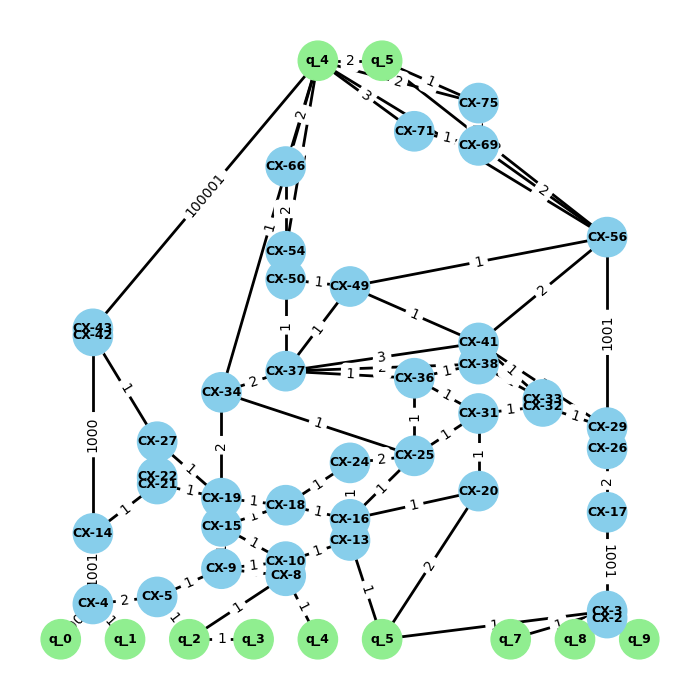 q_4 2 q_5
2 1 CX-75
3
2 CX-71 1 CX-69
CX-66
100001 2
2
1 2
CX-56
CX-54
1
CX-50 1 CX-49
2
1 1 1 1001
CX-43
CX-42
CX-41
3
CX-38
CX-37 1 CX-36 1 1
2
CX-34 1
1 CX-33
CX-32
CX-31 1 1
1 CX-29
1000 1 1
CX-27 2 1 CX-26
1 CX-24 2 CX-25 1
CX-22
CX-21 1 1 2
1 CX-20
CX-19 1 CX-18 1 1
1 CX-16 1 CX-17
CX-15 1
CX-14
1 CX-13
1001 1001
CX-10 1
CX-9 1 CX-8 2
1
CX-4 2 CX-5 1 1 1
1 1 1 CX-3
CX-2
q_0 q_1 q_2 1 q_3 q_4 q_5 q_7 q_8 q_9